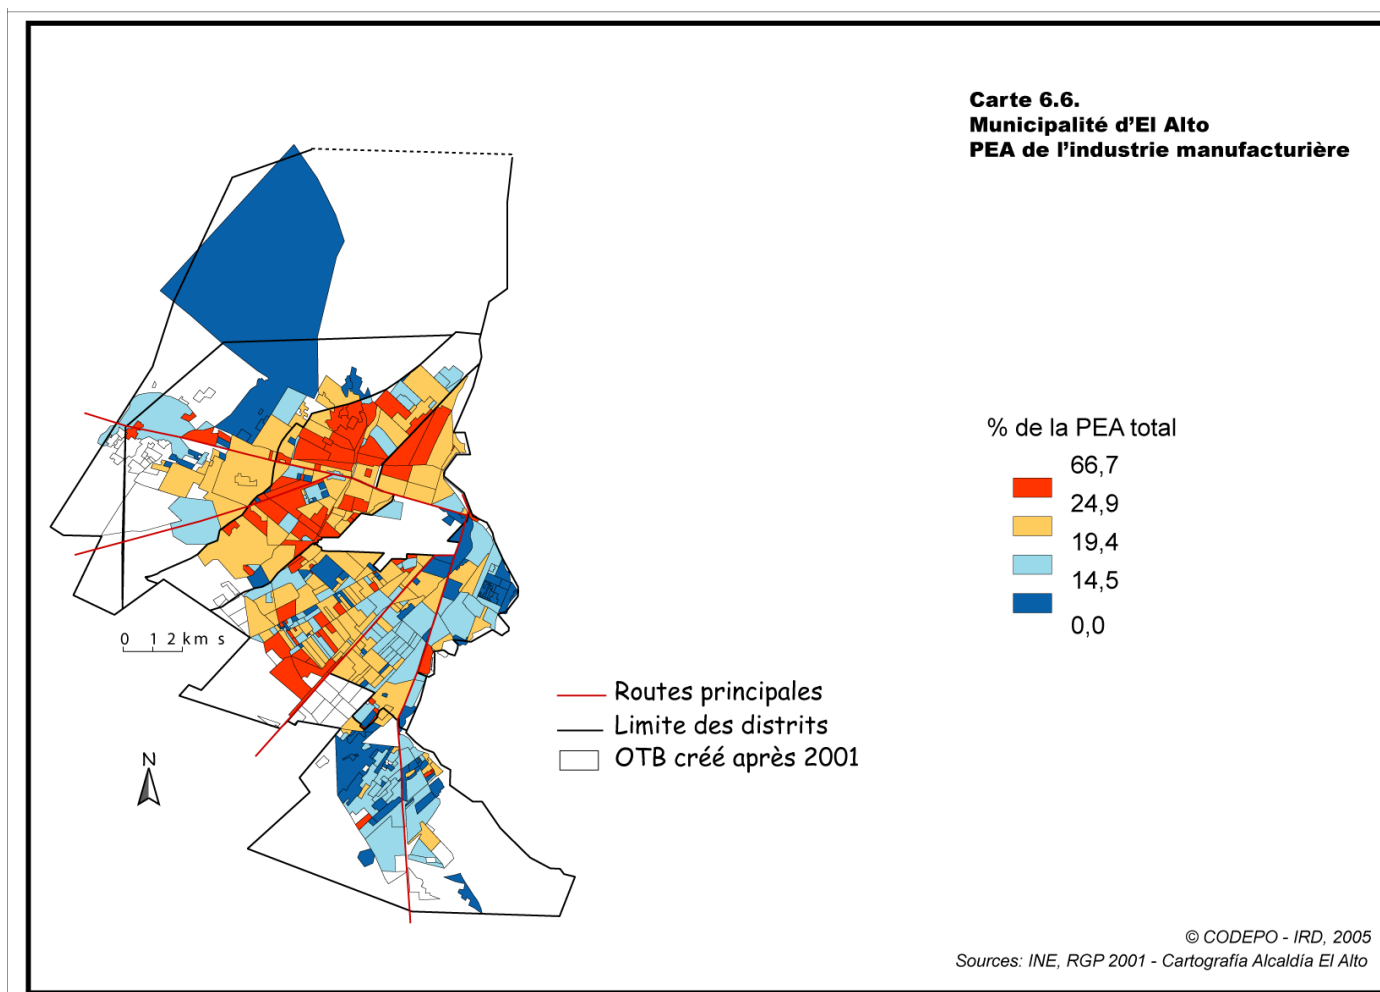 Carte 6.6.
Municipalité d'El Alto
PEA de l'industrie manufacturière
% de la PEA total
66,7
24,9
19,4
14,5
0,0
0 1 2 km s
Routes principales
Limite des distrits
OTB créé après 2001
N
© CODEPO - IRD, 2005
Sources: INE, RGP 2001 - Cartografía Alcaldía El Alto